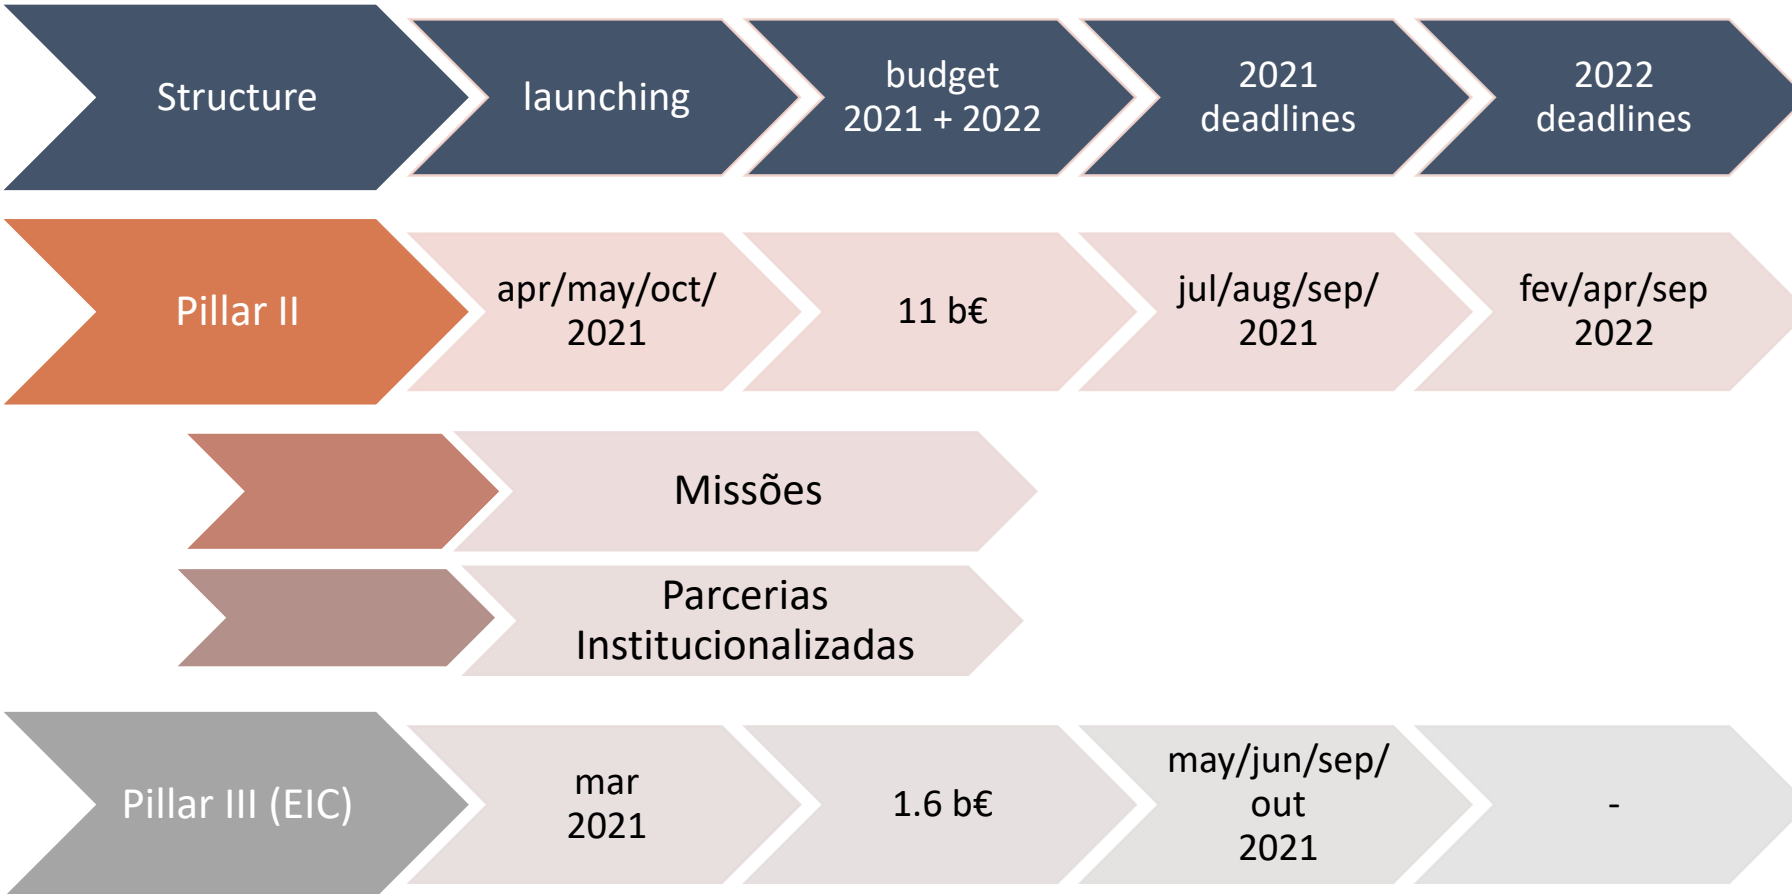 Structure
launching
budget
2021 + 2022
2021
deadlines
2022
deadlines
Pillar II
apr/may/oct/
2021
11 b€
jul/aug/sep/
2021
fev/apr/sep
2022
Missões
Parcerias
Institucionalizadas
Pillar III (EIC)
mar
2021
1.6 b€
may/jun/sep/
out
2021
-